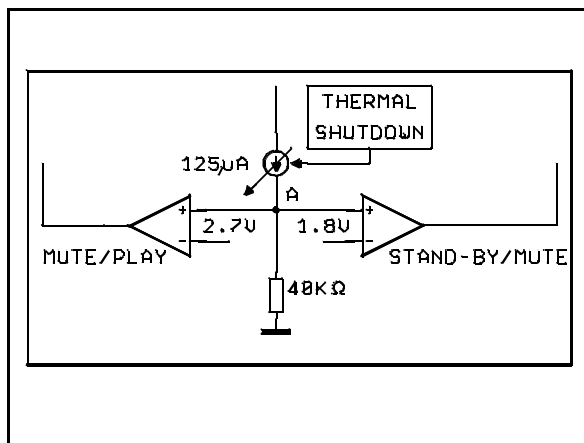 THERMAL
SHUTDOWN
125µA
A
+
+
2.7V
1.8V
-
-
MUTE/PLAY
STAND-BY/MUTE
40KΩ